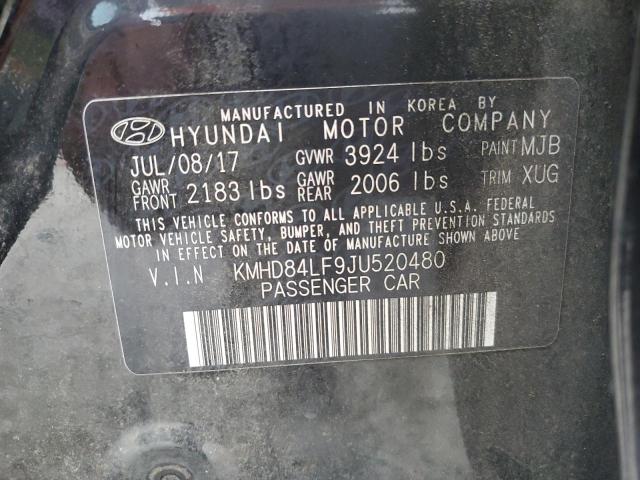 MANUFACTURED IN KOREA BY
HYUNDAI MOTOR COMPANY
JUL/08/17 GVWR 3924 lbs PAINT MJB
GAWR FRONT 2183 lbs GAWR REAR 2006 lbs TRIM XUG
THIS VEHICLE CONFORMS TO ALL APPLICABLE U.S.A. FEDERAL
MOTOR VEHICLE SAFETY, BUMPER, AND THEFT PREVENTION STANDARDS
IN EFFECT ON THE DATE OF MANUFACTURE SHOWN ABOVE.
V.I.N KMHD84LF9JU520480
PASSENGER CAR